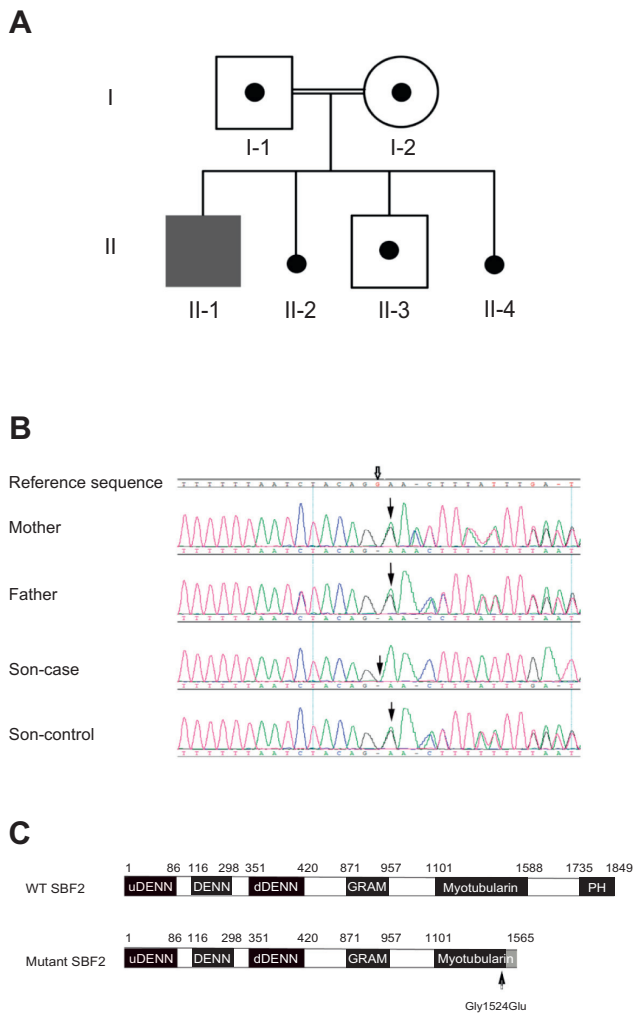 A
I
I-1 I-2
II
II-1 II-2 II-3 II-4
B
Reference sequence
T T T T T T A A T C T A C A G G A A - C T T T A T T T G A - T
Mother
T T T T T T A A T C T A C A G - A A A C T T T - T T T T A A T
Father
T T T T T T A A T C T A C A G - A A - C C T T A T T T T A A T
Son-case
T T T T T T A A T C T A C A G - A A - C T T T A T T T G A - T
Son-control
T T T T T T A A T C T A C A G - A A - C T T T T T T T A A T
C
1 86 116 298 351 420 871 957 1101 1588 1735 1849
WT SBF2 uDENN DENN dDENN GRAM Myotubularin PH
1 86 116 298 351 420 871 957 1101 1565
Mutant SBF2 uDENN DENN dDENN GRAM Myotubularin
Gly1524Glu